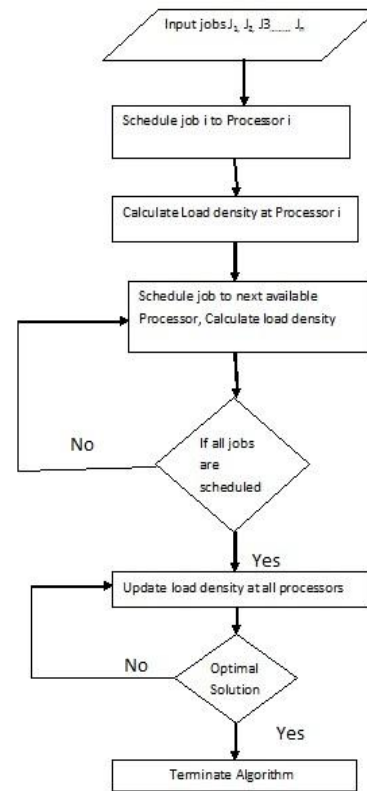 Input jobs J1, J2, J3....... Jn
Schedule job i to Processor i
Calculate Load density at Processor i
Schedule job to next available
Processor, Calculate load density
If all jobs
are
scheduled
No
Yes
Update load density at all processors
No
Optimal
Solution
Yes
Terminate Algorithm